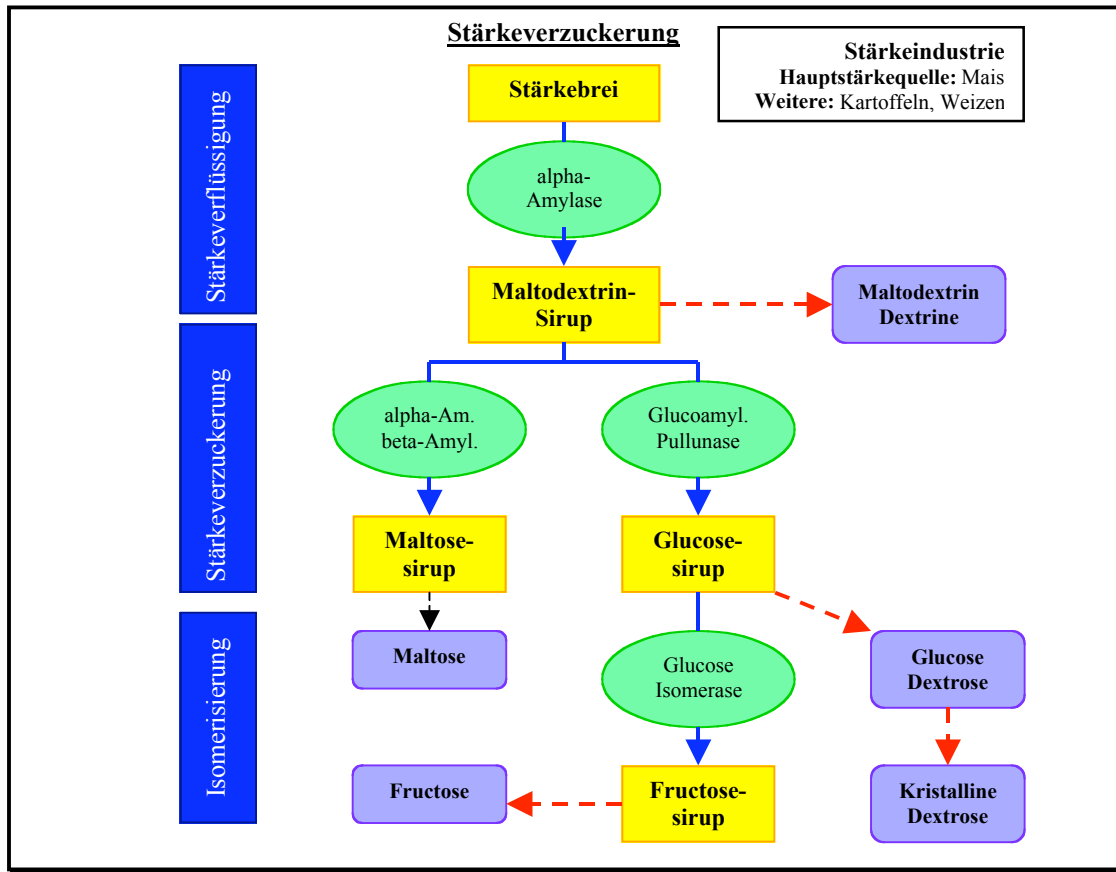 Stärkeverzuckerung
Stärkeindustrie
Hauptstärkequelle: Mais
Weitere: Kartoffeln, Weizen
Stärkeverflüssigung
Stärkebrei
alpha-
Amylase
Maltodextrin-
Sirup
Maltodextrin
Dextrine
Stärkeverzuckerung
alpha-Am.
beta-Amyl.
Glucoamyl.
Pullunase
Maltose-
sirup
Glucose-
sirup
Isomerisierung
Maltose
Glucose
Isomerase
Glucose
Dextrose
Fructose
Fructose-
sirup
Kristalline
Dextrose